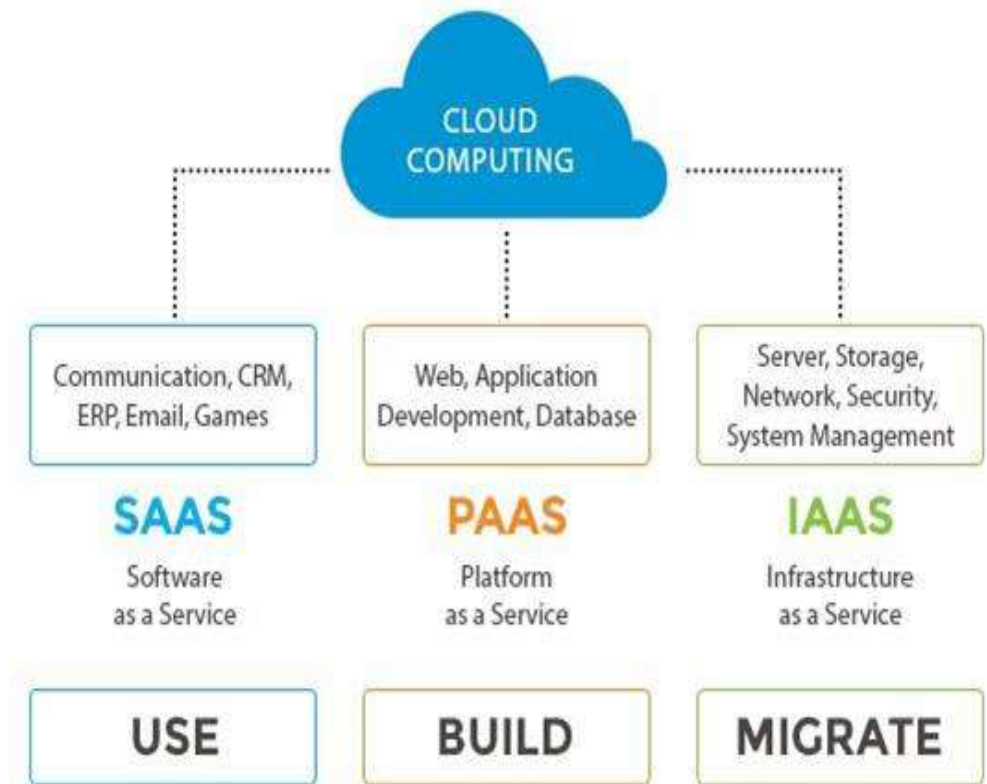 CLOUD
COMPUTING
Communication, CRM,
ERP, Email, Games
Web, Application
Development, Database
Server, Storage,
Network, Security,
System Management
SAAS
PAAS
IAAS
Software
as a Service
Platform
as a Service
Infrastructure
as a Service
USE
BUILD
MIGRATE